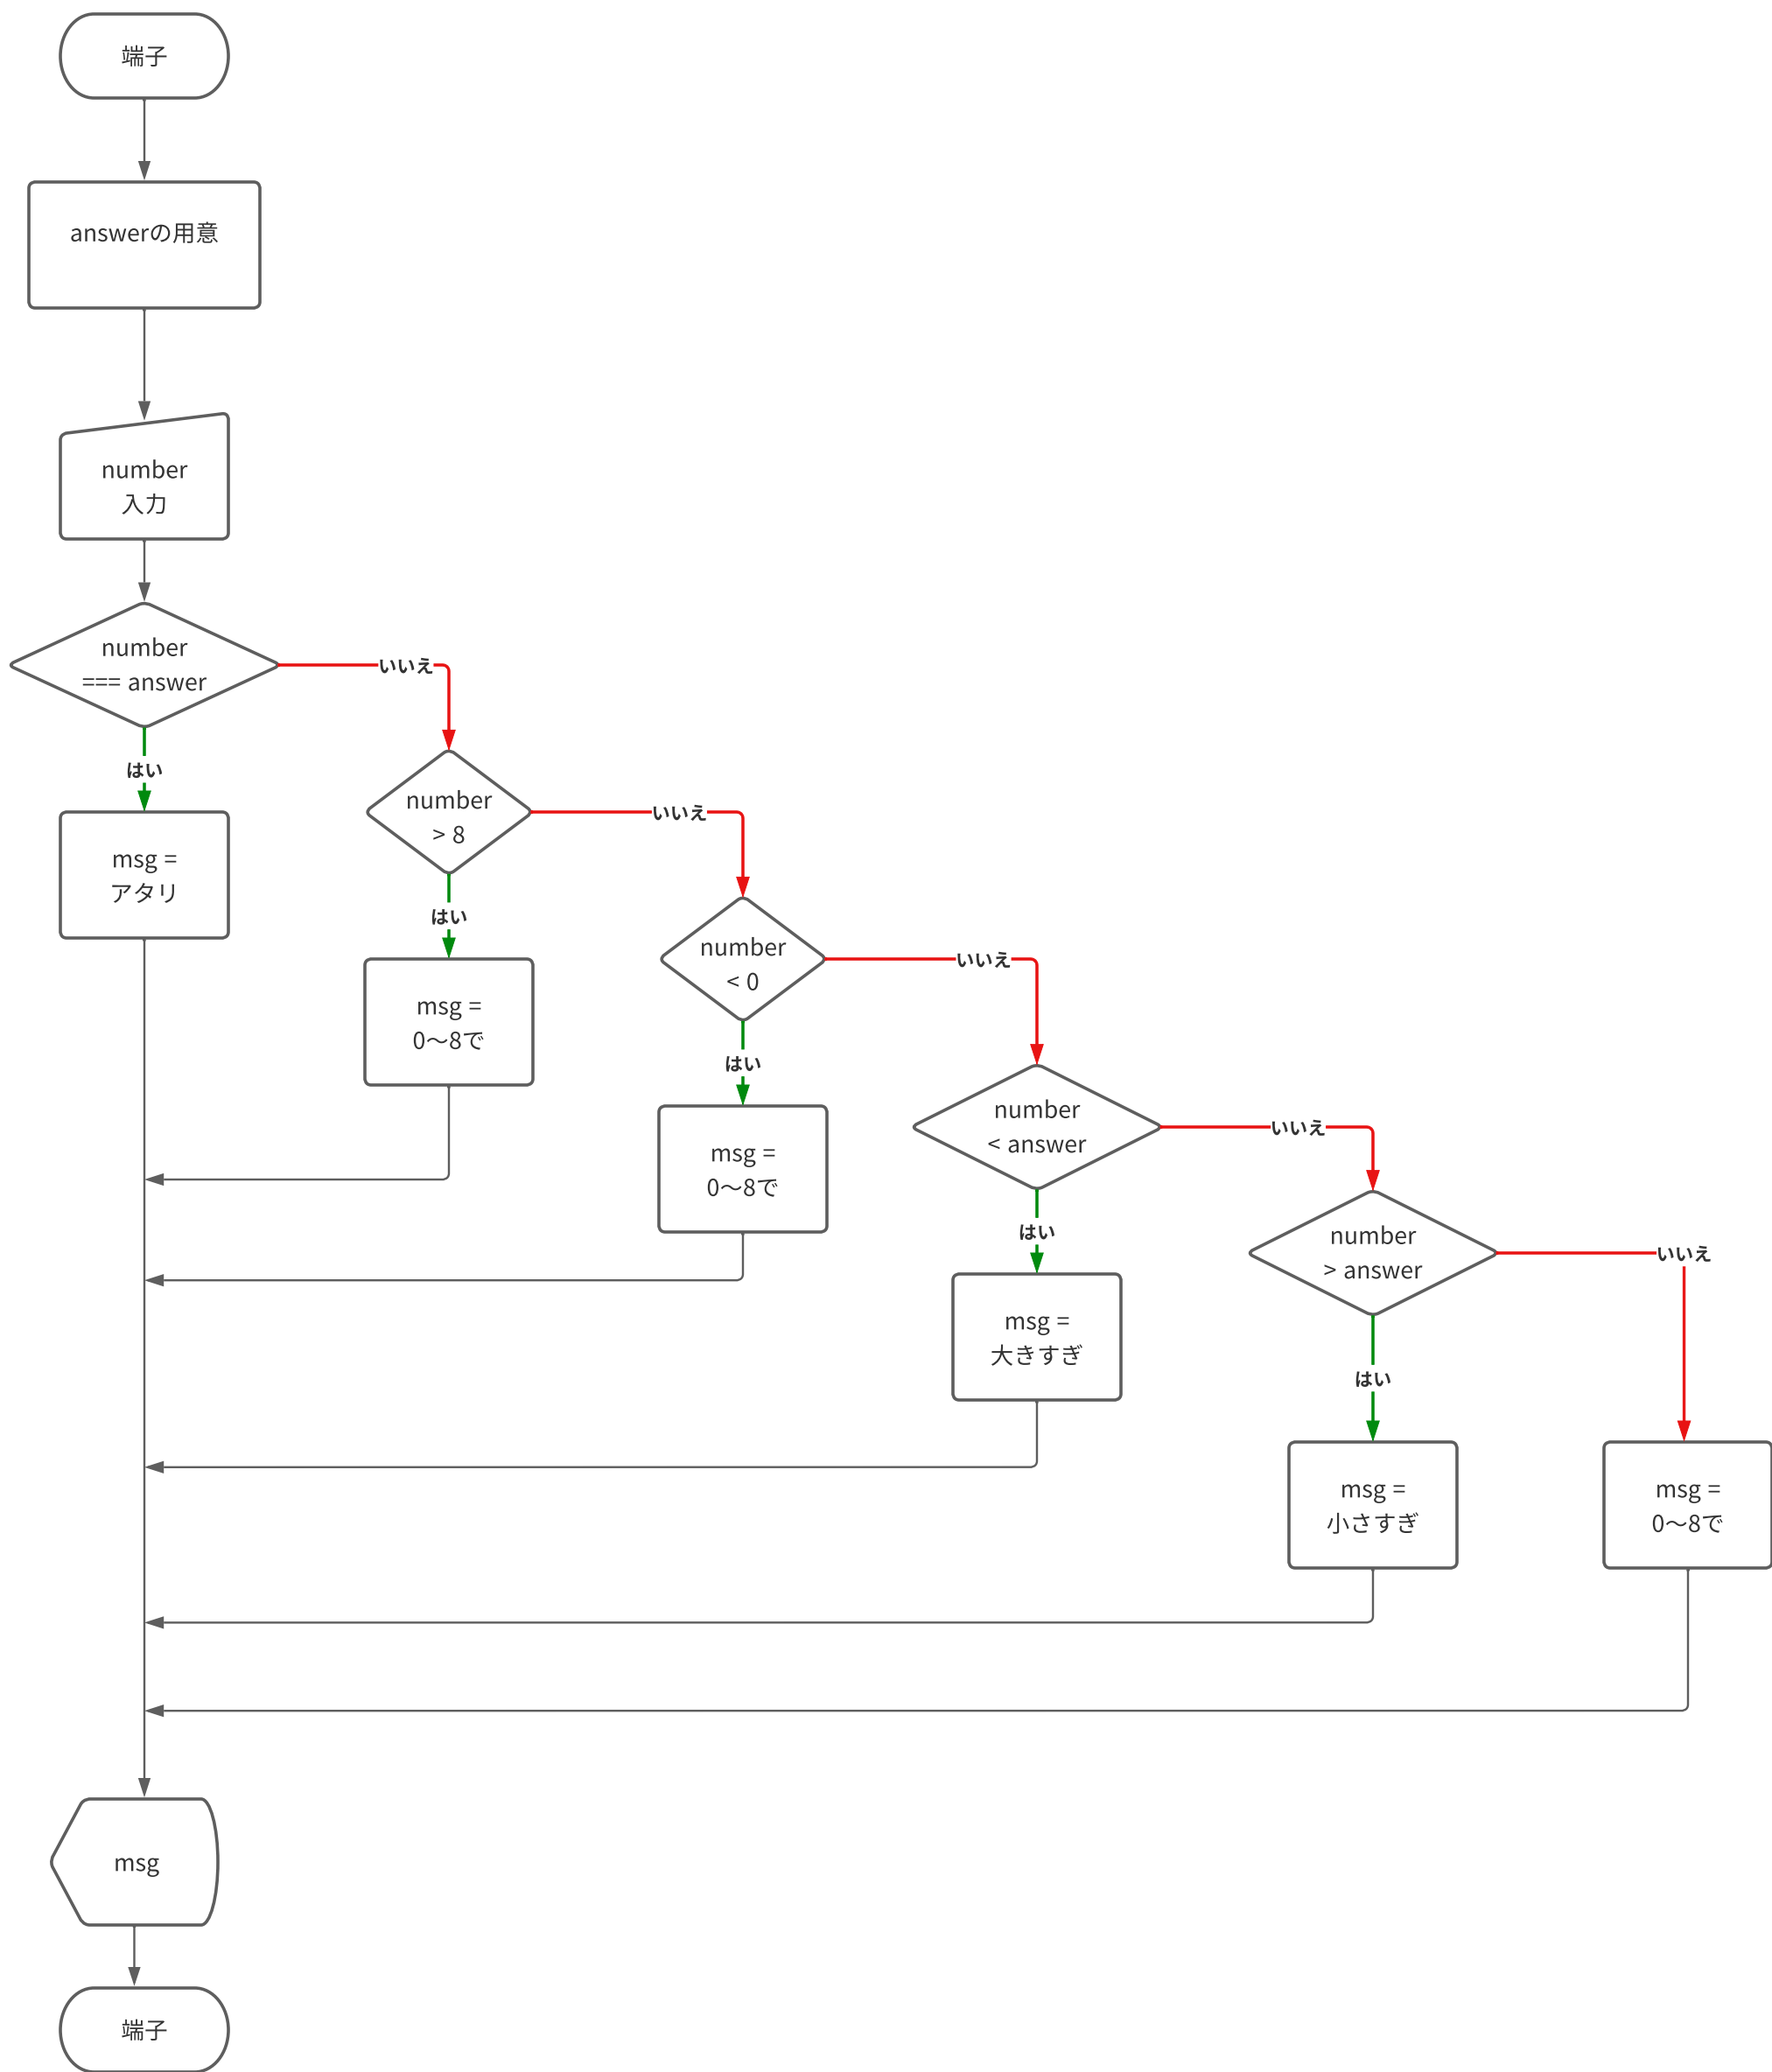 端子
answerの用意
number
入力
number
=== answer
いいえ
はい
msg =
アタリ
number
> 8
いいえ
はい
msg =
0〜8で
number
< 0
いいえ
はい
msg =
0〜8で
number
< answer
いいえ
はい
msg =
大きすぎ
number
> answer
いいえ
はい
msg =
小さすぎ
msg =
0〜8で
msg
端子